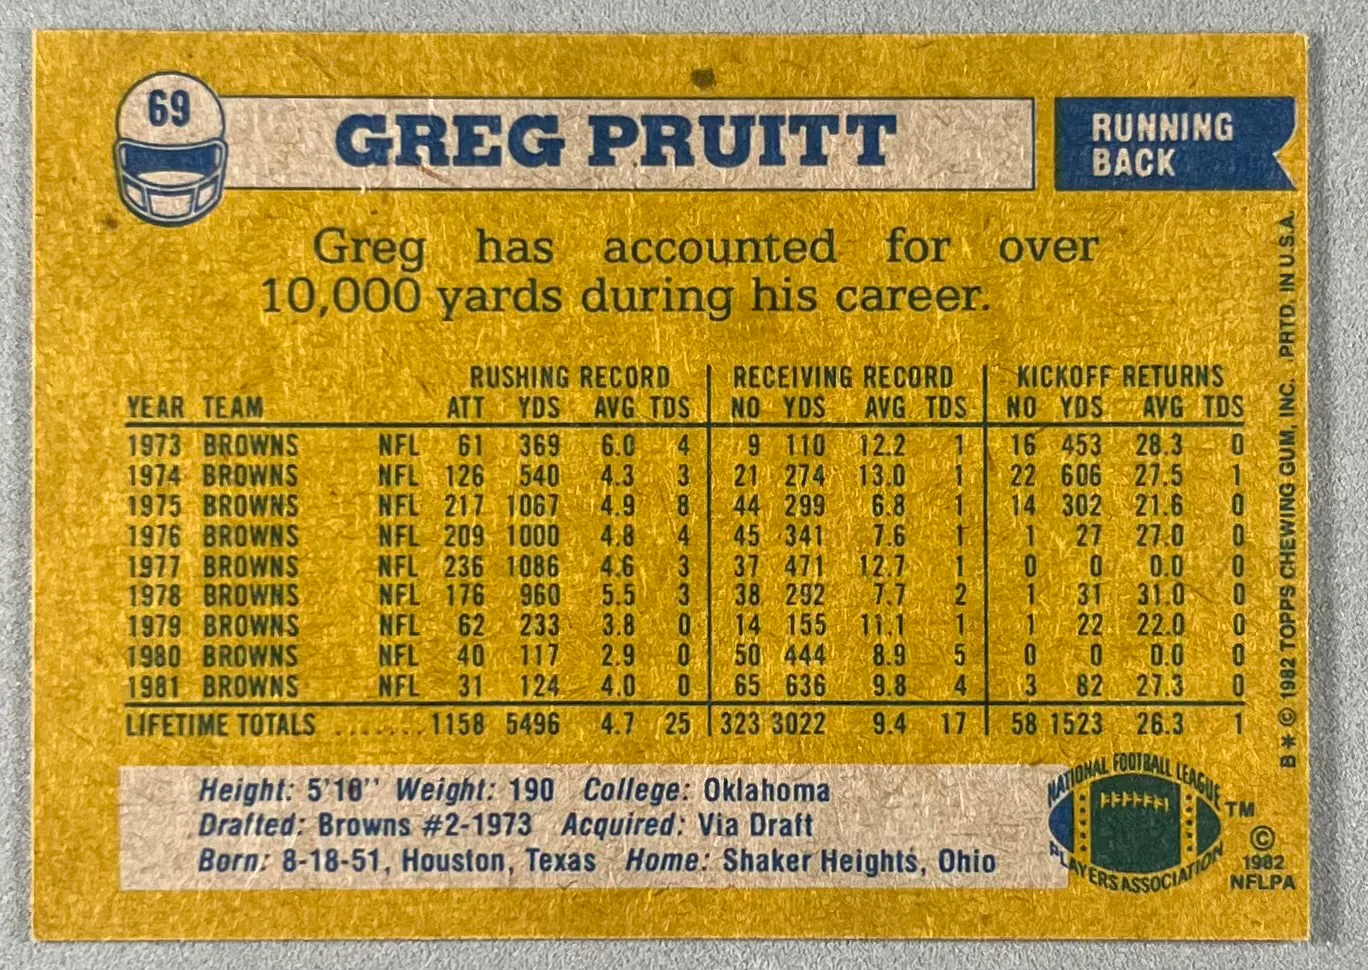 69
GREG PRUITT
RUNNING
BACK
Greg has accounted for over
10,000 yards during his career.
RUSHING RECORD RECEIVING RECORD KICKOFF RETURNS
YEAR TEAM ATT YDS AVG TDS NO YDS AVG TDS NO YDS AVG TDS
1973 BROWNS NFL 61 369 6.0 4 9 110 12.2 1 16 453 28.3 0
1974 BROWNS NFL 126 540 4.3 3 21 274 13.0 1 22 606 27.5 1
1975 BROWNS NFL 217 1067 4.9 8 44 299 6.8 1 14 302 21.6 0
1976 BROWNS NFL 209 1000 4.8 4 45 341 7.6 1 1 27 27.0 0
1977 BROWNS NFL 236 1086 4.6 3 37 471 12.7 1 0 0 0.0 0
1978 BROWNS NFL 176 960 5.5 3 38 292 7.7 2 1 31 31.0 0
1979 BROWNS NFL 62 233 3.8 0 14 155 11.1 1 1 22 22.0 0
1980 BROWNS NFL 40 117 2.9 0 50 444 8.9 5 0 0 0.0 0
1981 BROWNS NFL 31 124 4.0 0 65 636 9.8 4 3 82 27.3 0
LIFETIME TOTALS ........ 1158 5496 4.7 25 323 3022 9.4 17 58 1523 26.3 1
Height: 5'10" Weight: 190 College: Oklahoma
Drafted: Browns #2-1973 Acquired: Via Draft
Born: 8-18-51, Houston, Texas Home: Shaker Heights, Ohio
NATIONAL FOOTBALL LEAGUE
PLAYERS ASSOCIATION
TM
©
1982
NFLPA
B * © 1982 TOPPS CHEWING GUM, INC. PRTD. IN U.S.A.